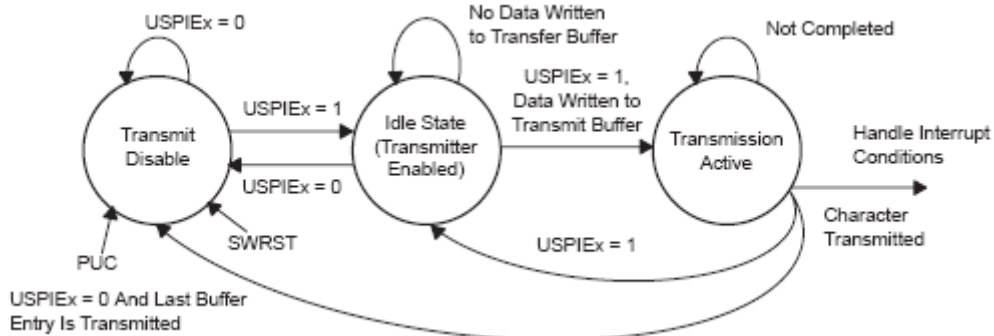 USPIEx = 0
No Data Written
to Transfer Buffer
Not Completed
USPIEx = 1
USPIEx = 1,
Data Written to
Transmit Buffer
Transmit
Disable
Idle State
(Transmitter
Enabled)
Transmission
Active
Handle Interrupt
Conditions
USPIEx = 0
Character
Transmitted
USPIEx = 1
SWRST
PUC
USPIEx = 0 And Last Buffer
Entry Is Transmitted